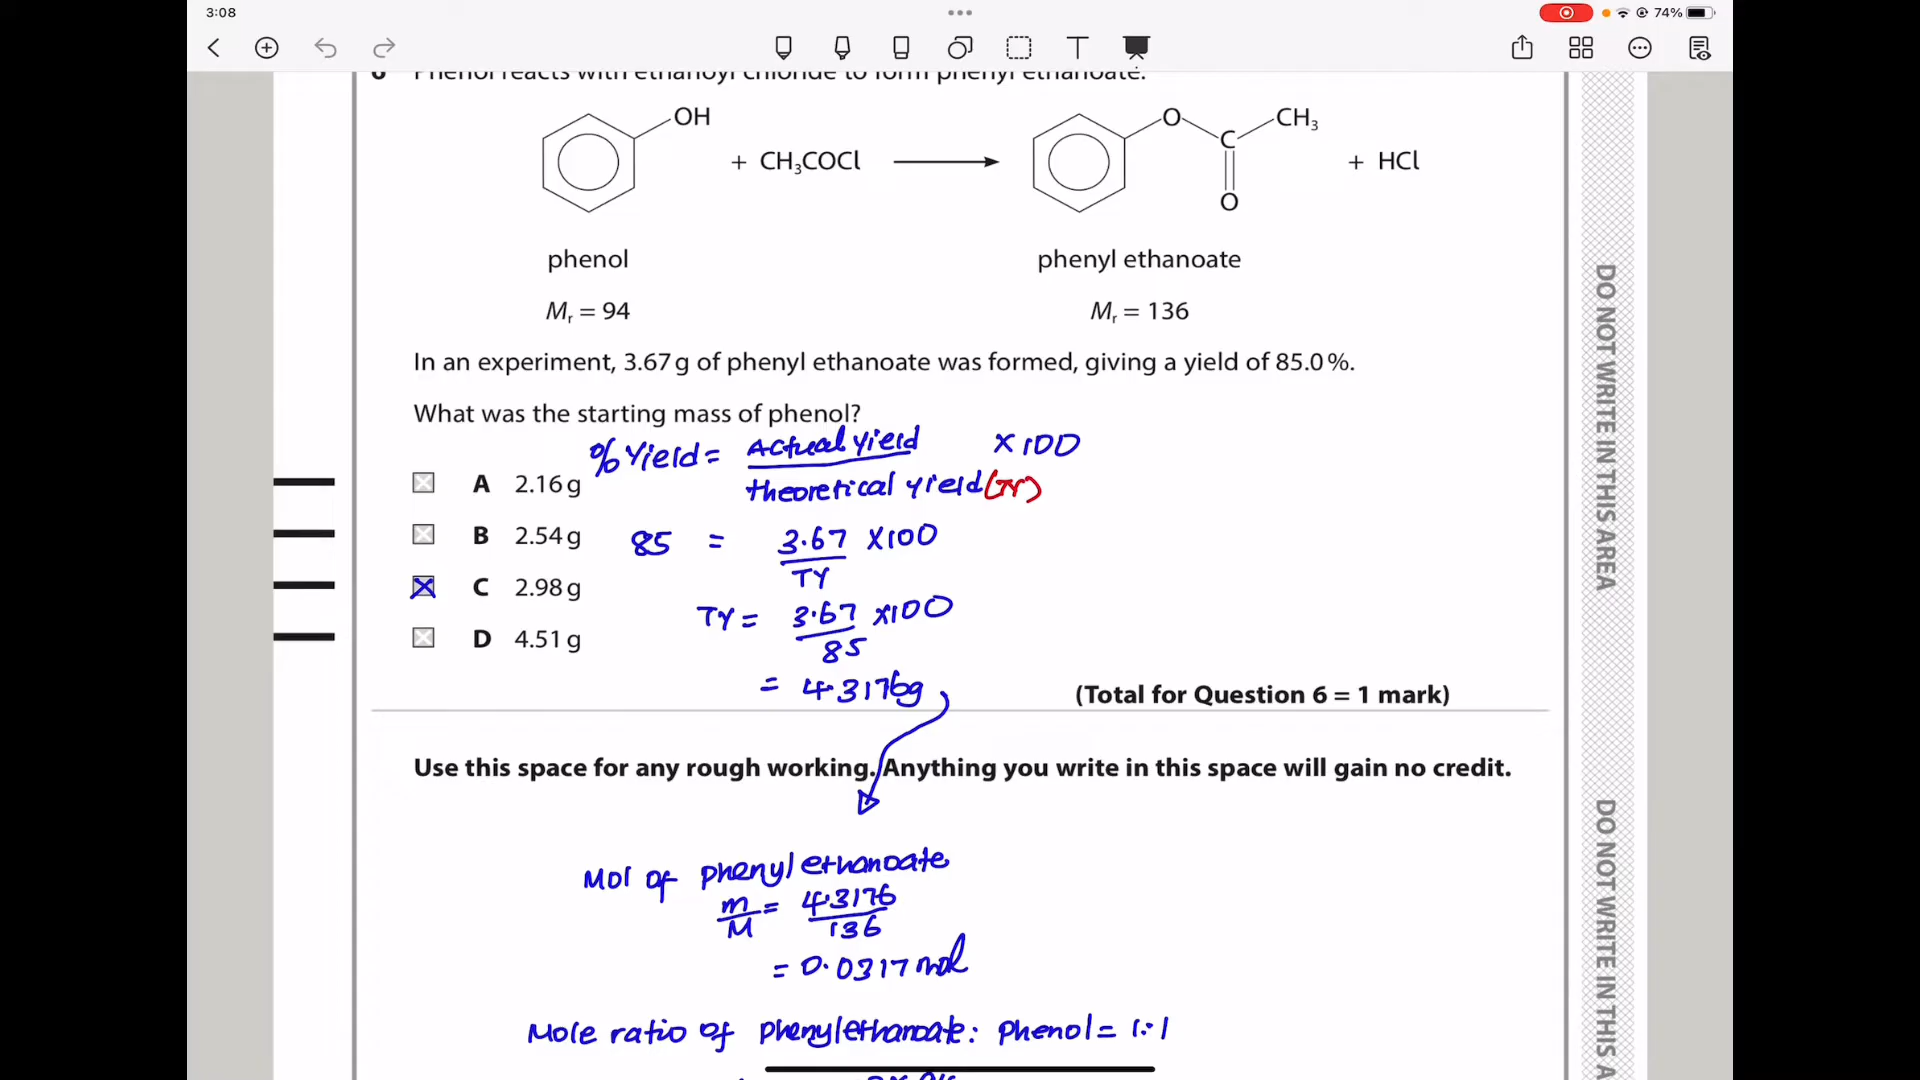 3:08
74%
6 Phenol reacts with ethanoyl chloride to form phenyl ethanoate.
OH
+ CH₃COCl
O
C
CH₃
O
+ HCl
phenol
phenyl ethanoate
Mᵣ = 94
Mᵣ = 136
In an experiment, 3.67 g of phenyl ethanoate was formed, giving a yield of 85.0 %.
What was the starting mass of phenol?
% Yield = Actual yield × 100
theoretical yield (TY)
A 2.16 g
B 2.54 g
85 = 3.67 × 100
TY
C 2.98 g
TY = 3.67 × 100
85
D 4.51 g
= 4.3176g
(Total for Question 6 = 1 mark)
Use this space for any rough working. Anything you write in this space will gain no credit.
Mol of phenyl ethanoate
m = 4.3176
M 136
= 0.0317 mol
Mole ratio of phenylethanoate : Phenol = 1:1
DO NOT WRITE IN THIS AREA
DO NOT WRITE IN THIS A